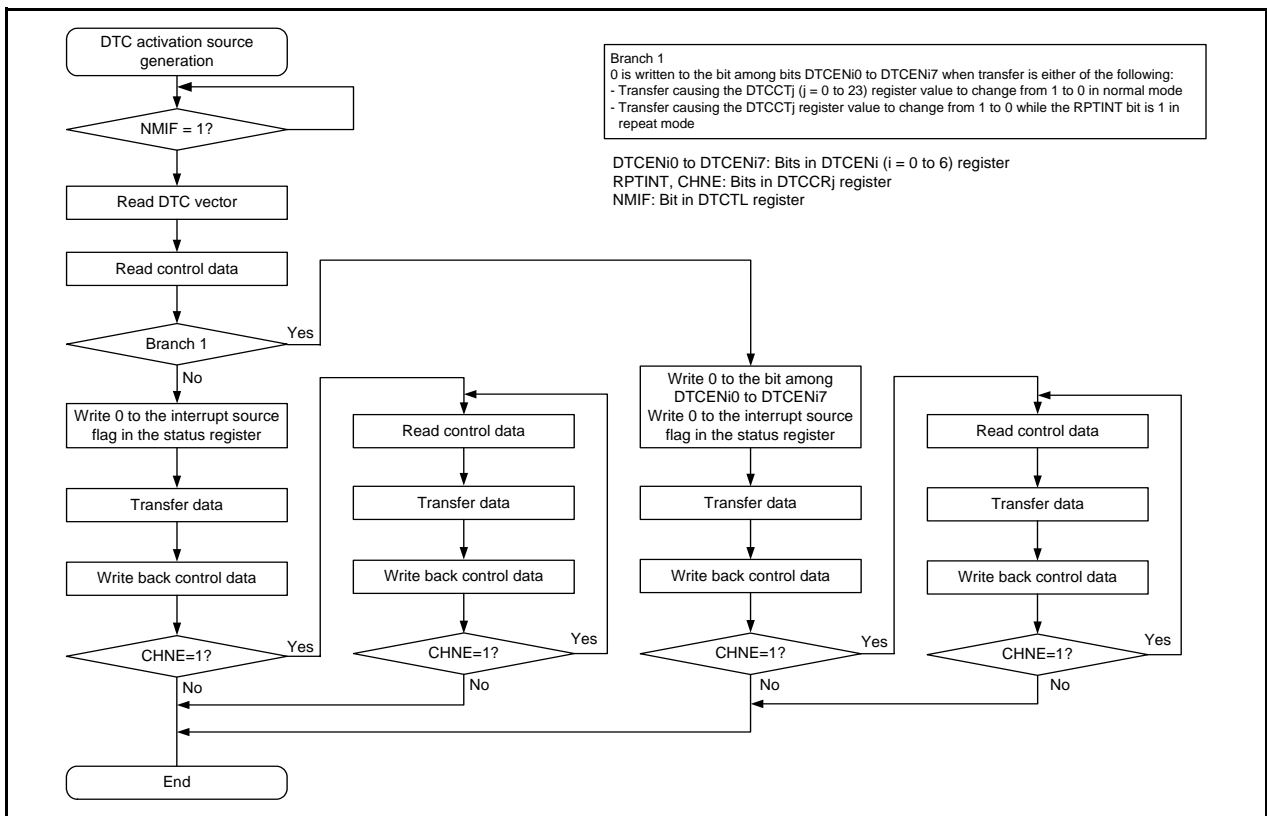 DTC activation source
generation
NMIF = 1?
Read DTC vector
Read control data
Branch 1
Yes
No
Write 0 to the interrupt source
flag in the status register
Transfer data
Write back control data
CHNE=1?
Yes
No
End
Read control data
Transfer data
Write back control data
CHNE=1?
Yes
No
Branch 1
0 is written to the bit among bits DTCENi0 to DTCENi7 when transfer is either of the following:
- Transfer causing the DTCCTj (j = 0 to 23) register value to change from 1 to 0 in normal mode
- Transfer causing the DTCCTj register value to change from 1 to 0 while the RPTINT bit is 1 in
repeat mode
DTCENi0 to DTCENi7: Bits in DTCENi (i = 0 to 6) register
RPTINT, CHNE: Bits in DTCCRj register
NMIF: Bit in DTCTL register
Write 0 to the bit among
DTCENi0 to DTCENi7
Write 0 to the interrupt source
flag in the status register
Transfer data
Write back control data
CHNE=1?
Yes
No
Read control data
Transfer data
Write back control data
CHNE=1?
Yes
No